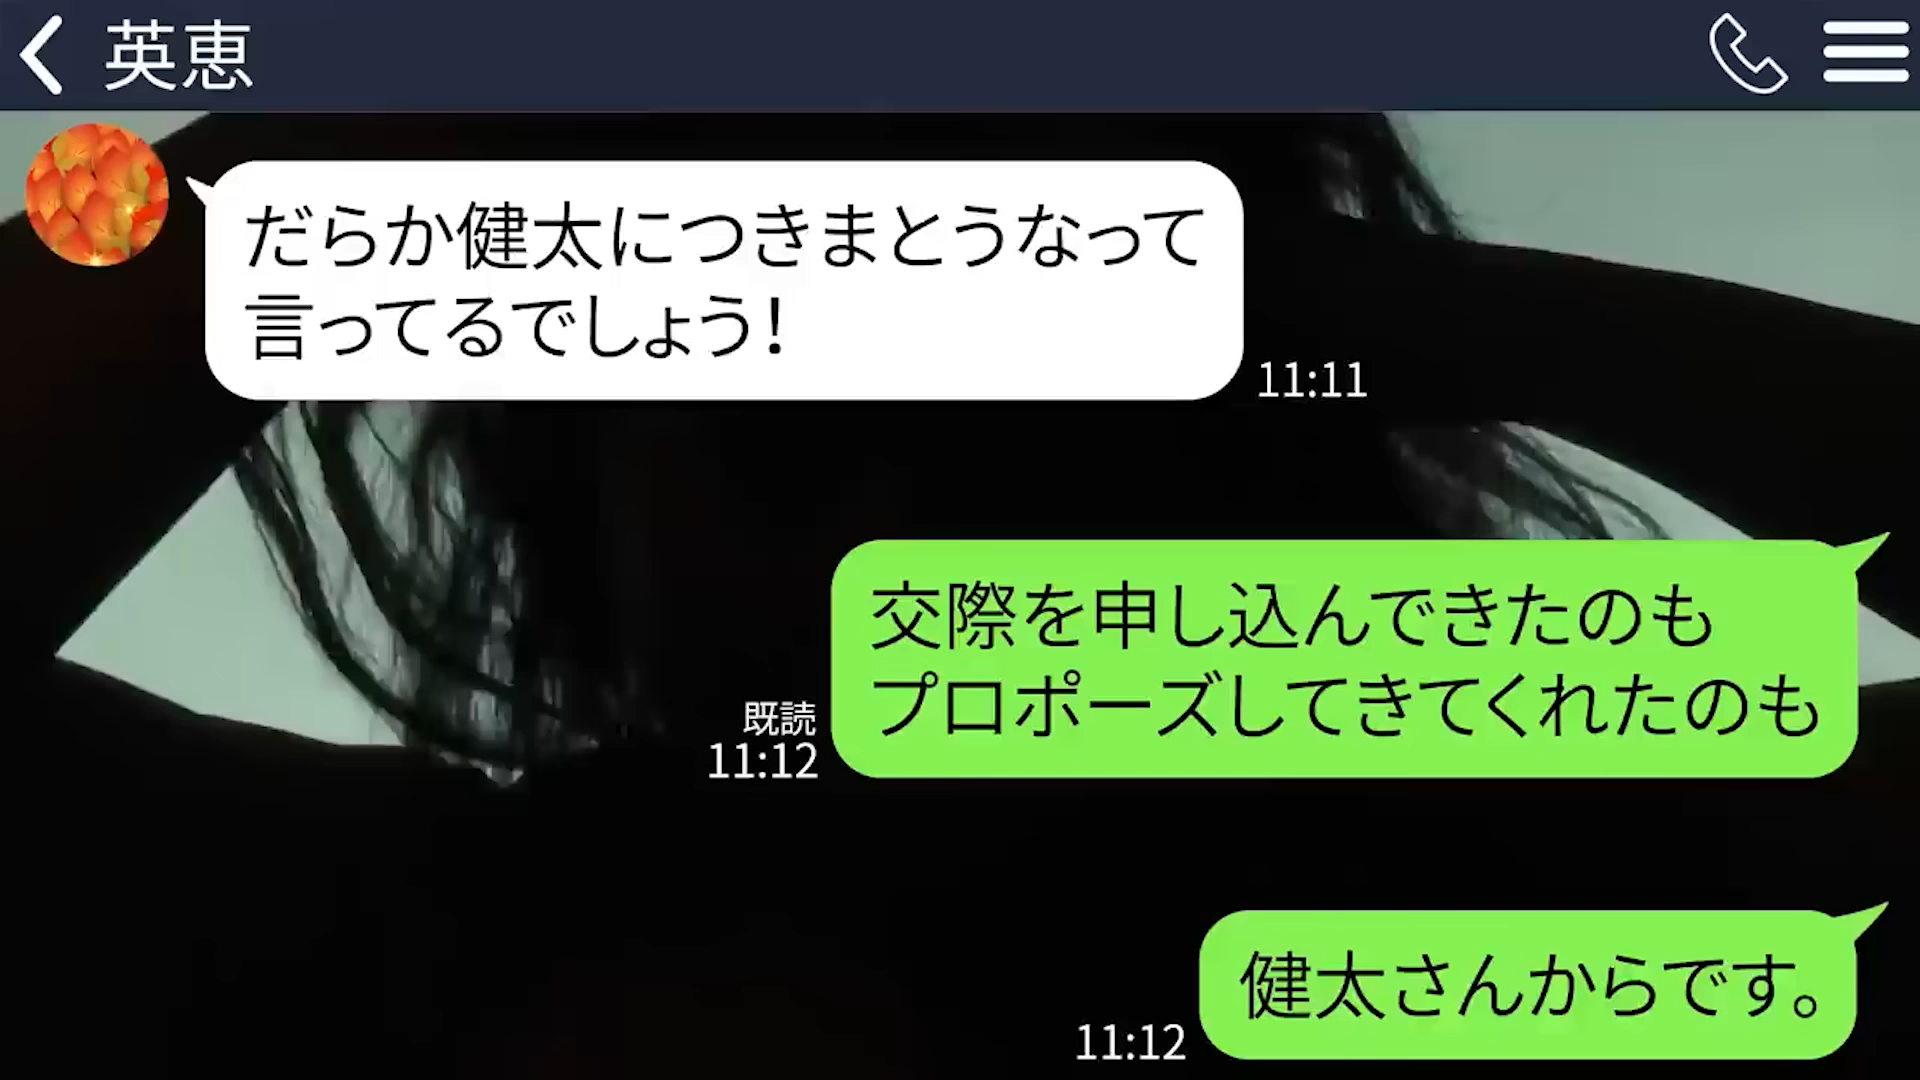 英恵
だらか健太につきまとうなって
言ってるでしょう！
11:11
交際を申し込んできたのも
プロポーズしてきてくれたのも
既読
11:12
健太さんからです。
11:12